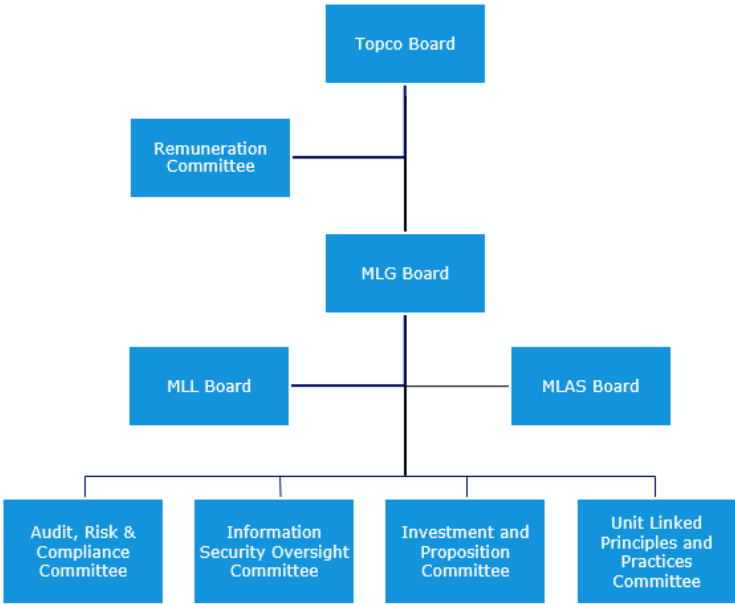 Topco Board
Remuneration
Committee
MLG Board
MLL Board
MLAS Board
Audit, Risk &
Compliance
Committee
Information
Security Oversight
Committee
Investment and
Proposition
Committee
Unit Linked
Principles and
Practices
Committee